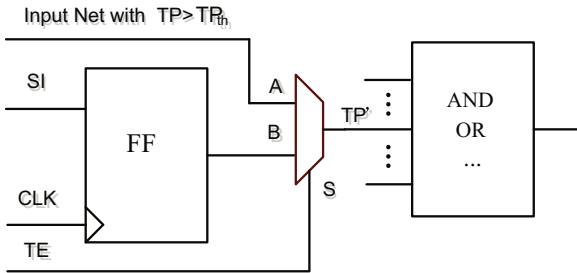 Input Net with TP>TPth
SI
A
FF
B
TP'
AND
OR
...
S
CLK
TE